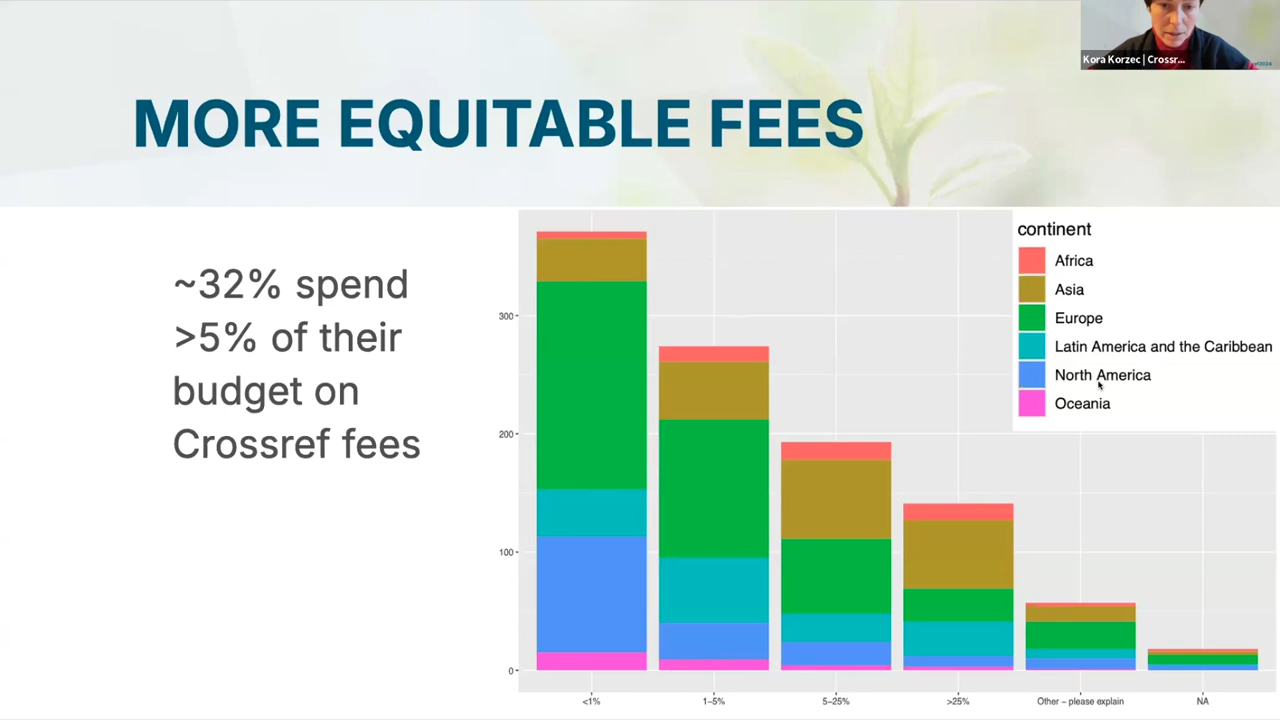 Kora Korzec | Crossr...
MORE EQUITABLE FEES
~32% spend
>5% of their
budget on
Crossref fees
continent
Africa
Asia
Europe
Latin America and the Caribbean
North America
Oceania
300
200
100
0
<1%
1–5%
5–25%
>25%
Other – please explain
NA